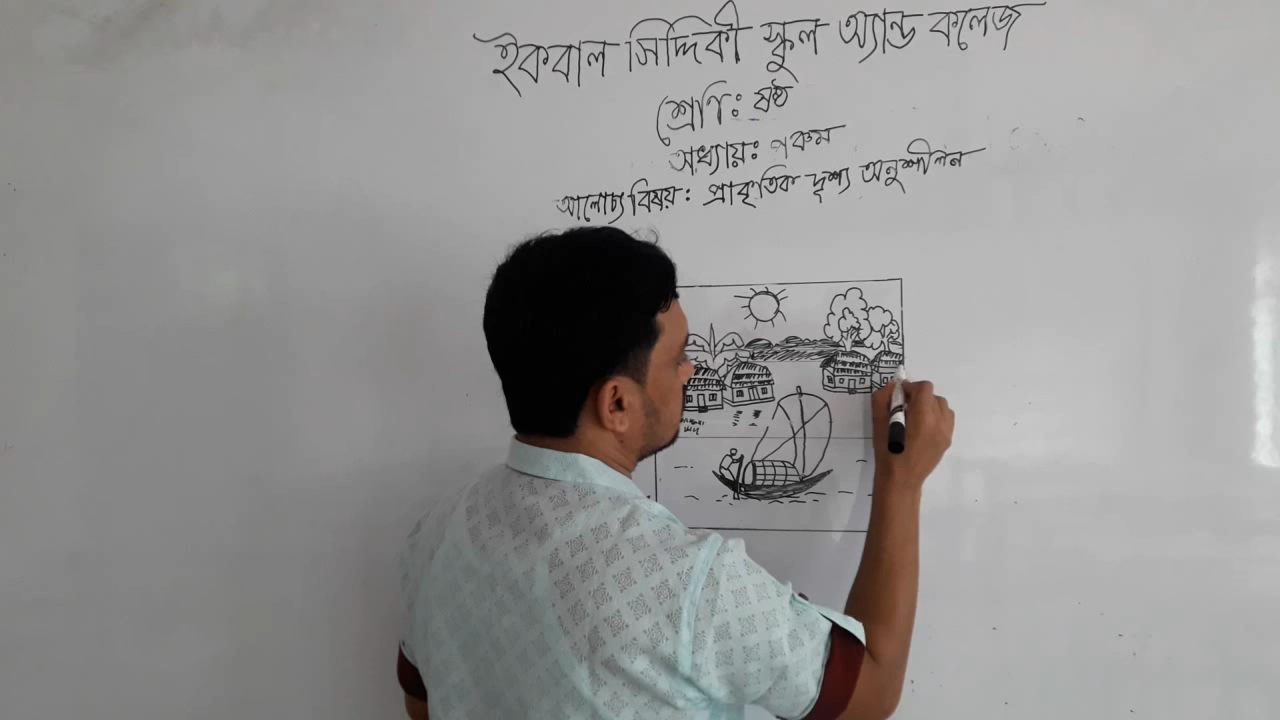 ইকবাল সিদ্দিকী স্কুল অ্যান্ড কলেজ
শ্রেণি: ষষ্ঠ
অধ্যায়: পঞ্চম
আলোচ্য বিষয়: প্রাকৃতিক দৃশ্য অনুশীলন